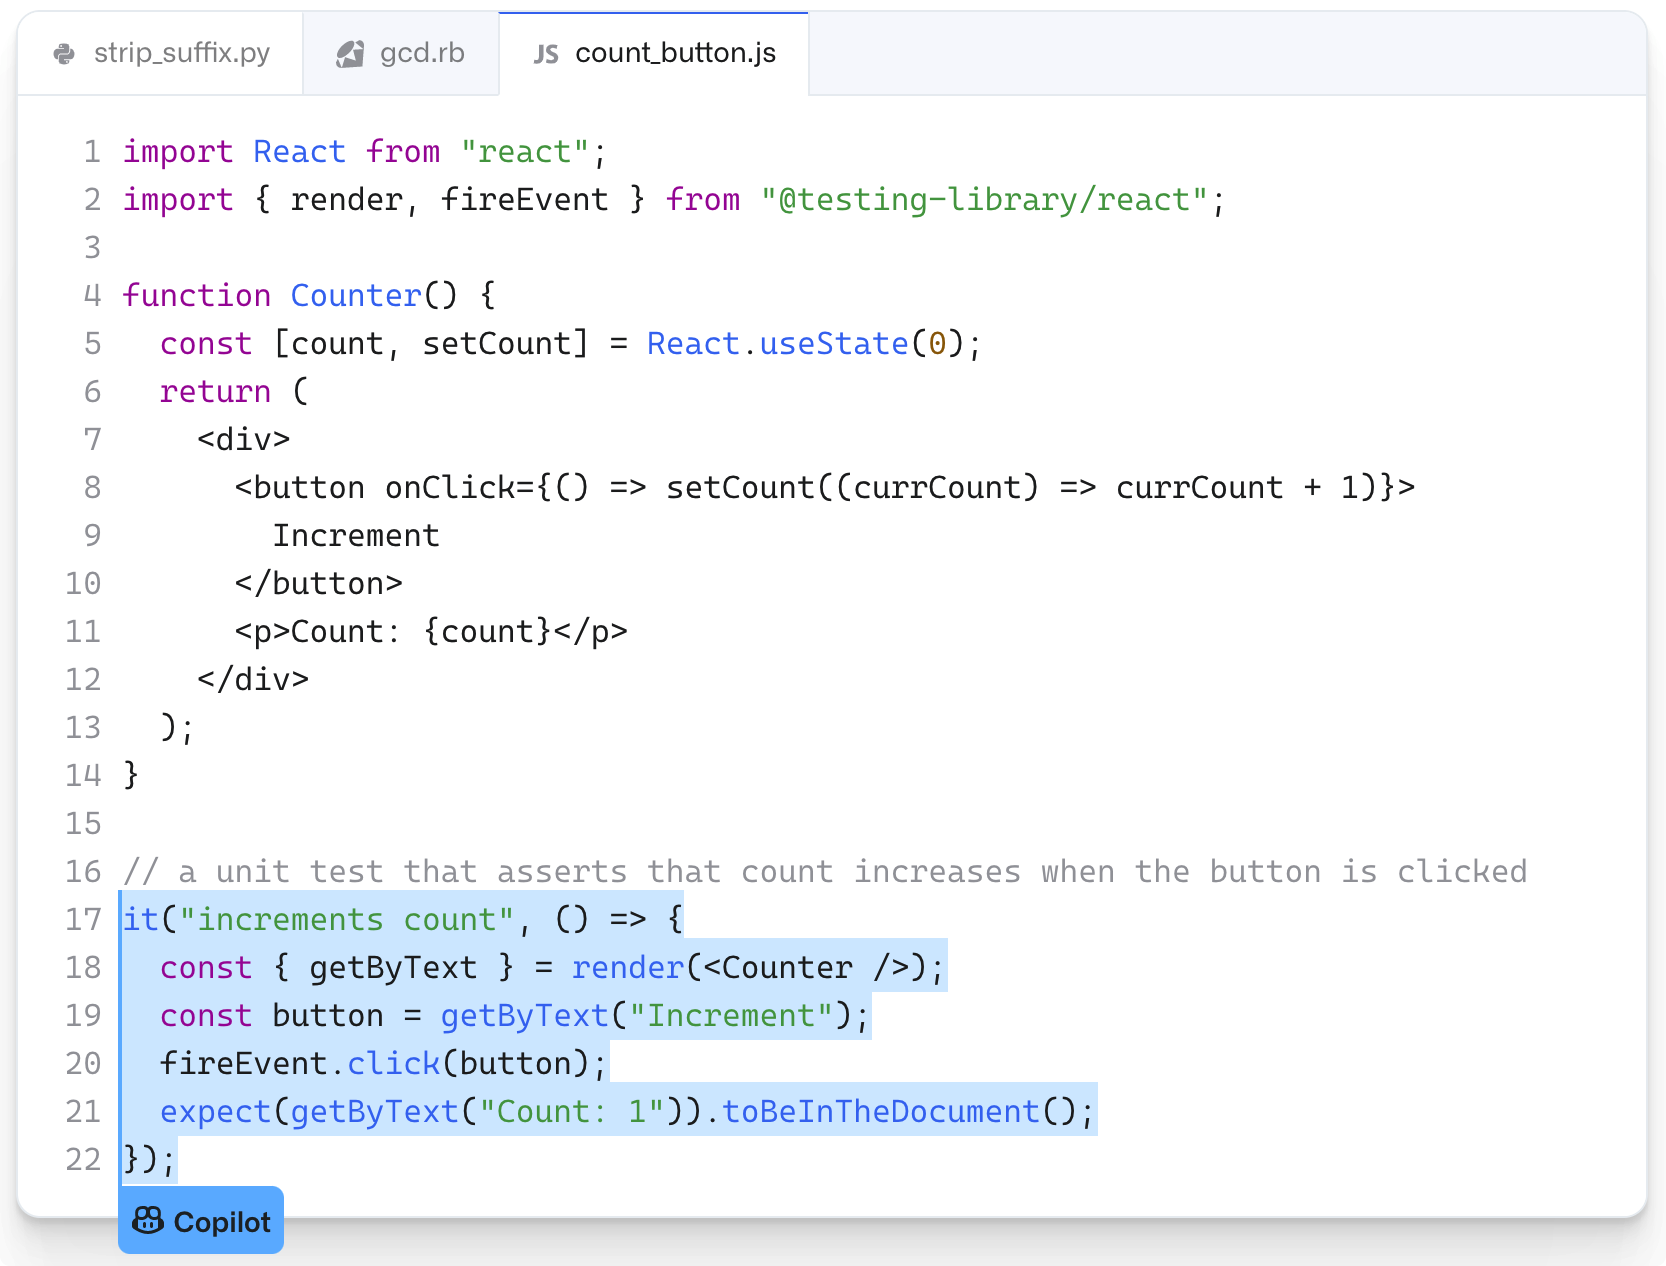 strip_suffix.py
gcd.rb
JS count_button.js
1 import React from "react";
2 import { render, fireEvent } from "@testing-library/react";
3
4 function Counter() {
5   const [count, setCount] = React.useState(0);
6   return (
7     <div>
8       <button onClick={() => setCount((currCount) => currCount + 1)}>
9         Increment
10       </button>
11       <p>Count: {count}</p>
12     </div>
13   );
14 }
15
16 // a unit test that asserts that count increases when the button is clicked
17 it("increments count", () => {
18   const { getByText } = render(<Counter />);
19   const button = getByText("Increment");
20   fireEvent.click(button);
21   expect(getByText("Count: 1")).toBeInTheDocument();
22 });
Copilot